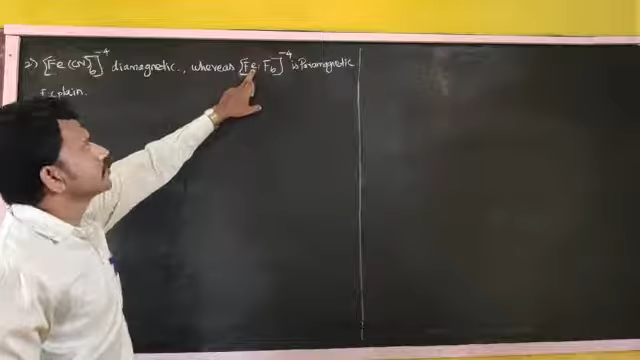 2) [Fe(CN)6]-4 diamagnetic., whereas [Fe.F6]-4 is Paramagnetic
Explain.